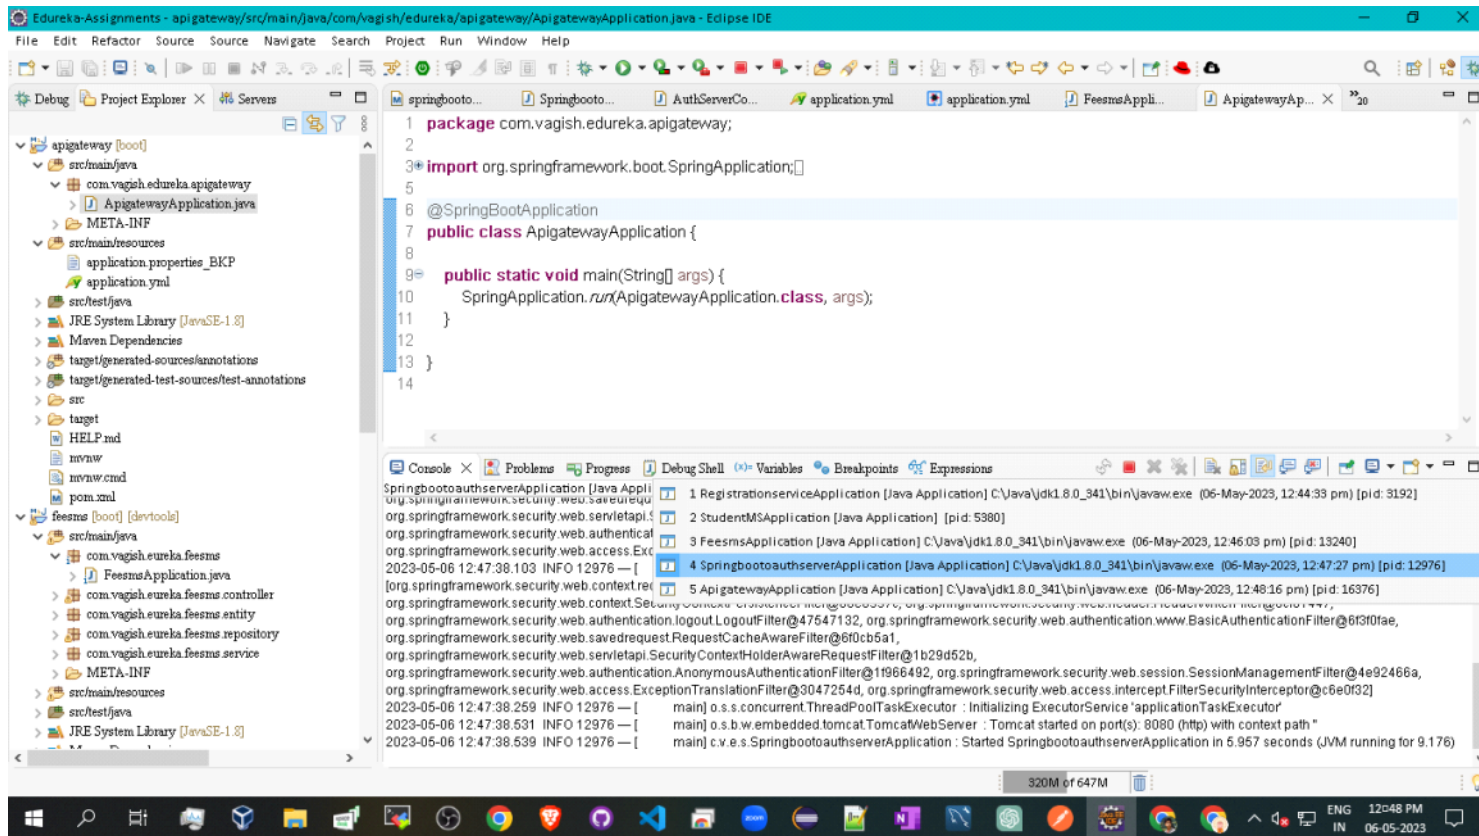 Edureka-Assignments - apigateway/src/main/java/com/vagish/edureka/apigateway/ApigatewayApplication.java - Eclipse IDE
File Edit Refactor Source Source Navigate Search Project Run Window Help
Debug Project Explorer Servers
springbooto... Springbooto... AuthServerCo... application.yml application.yml FeesmsAppli... ApigatewayAp... 20
apigateway [boot]
src/main/java
com.vagish.edureka.apigateway
ApigatewayApplication.java
META-INF
src/main/resources
application.properties_BKP
application.yml
src/test/java
JRE System Library [JavaSE-1.8]
Maven Dependencies
target/generated-sources/annotations
target/generated-test-sources/test-annotations
src
target
HELP.md
mvnw
mvnw.cmd
pom.xml
feesms [boot] [devtools]
src/main/java
com.vagish.eureka.feesms
FeesmsApplication.java
com.vagish.eureka.feesms.controller
com.vagish.eureka.feesms.entity
com.vagish.eureka.feesms.repository
com.vagish.eureka.feesms.service
META-INF
src/main/resources
src/test/java
JRE System Library [JavaSE-1.8]
1 package com.vagish.edureka.apigateway;
2
3 import org.springframework.boot.SpringApplication;
5
6 @SpringBootApplication
7 public class ApigatewayApplication {
8
9 public static void main(String[] args) {
10 SpringApplication.run(ApigatewayApplication.class, args);
11 }
12
13 }
14
Console Problems Progress Debug Shell Variables Breakpoints Expressions
SpringbootoauthserverApplication [Java Appli
org.springframework.security.web.savedrequ
org.springframework.security.web.servletapi.S
org.springframework.security.web.authenticat
org.springframework.security.web.access.Exc
2023-05-06 12:47:38.103 INFO 12976 --- [
[org.springframework.security.web.context.rec
1 RegistrationserviceApplication [Java Application] C:\Java\jdk1.8.0_341\bin\javaw.exe (06-May-2023, 12:44:33 pm) [pid: 3192]
2 StudentMSApplication [Java Application] [pid: 5380]
3 FeesmsApplication [Java Application] C:\Java\jdk1.8.0_341\bin\javaw.exe (06-May-2023, 12:46:03 pm) [pid: 13240]
4 SpringbootoauthserverApplication [Java Application] C:\Java\jdk1.8.0_341\bin\javaw.exe (06-May-2023, 12:47:27 pm) [pid: 12976]
5 ApigatewayApplication [Java Application] C:\Java\jdk1.8.0_341\bin\javaw.exe (06-May-2023, 12:48:16 pm) [pid: 16376]
org.springframework.security.web.authentication.logout.LogoutFilter@47547132, org.springframework.security.web.authentication.www.BasicAuthenticationFilter@6f3f0fae,
org.springframework.security.web.savedrequest.RequestCacheAwareFilter@6f0cb5a1,
org.springframework.security.web.servletapi.SecurityContextHolderAwareRequestFilter@1b29d52b,
org.springframework.security.web.authentication.AnonymousAuthenticationFilter@1f966492, org.springframework.security.web.session.SessionManagementFilter@4e92466a,
org.springframework.security.web.access.ExceptionTranslationFilter@3047254d, org.springframework.security.web.access.intercept.FilterSecurityInterceptor@c6e0f32]
2023-05-06 12:47:38.259 INFO 12976 --- [ main] o.s.s.concurrent.ThreadPoolTaskExecutor : Initializing ExecutorService 'applicationTaskExecutor'
2023-05-06 12:47:38.531 INFO 12976 --- [ main] o.s.b.w.embedded.tomcat.TomcatWebServer : Tomcat started on port(s): 8080 (http) with context path ''
2023-05-06 12:47:38.539 INFO 12976 --- [ main] c.v.e.s.SpringbootoauthserverApplication : Started SpringbootoauthserverApplication in 5.957 seconds (JVM running for 9.176)
320M of 647M
ENG IN 12:48 PM 06-05-2023